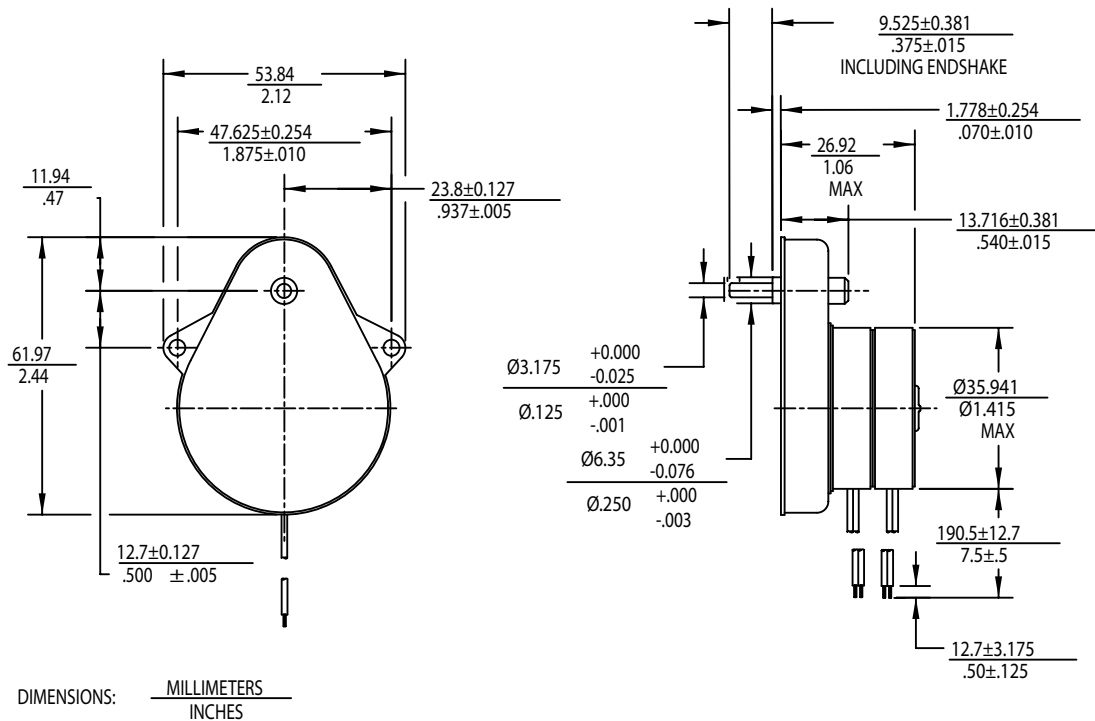 53.84
2.12
47.625±0.254
1.875±.010
11.94
.47
23.8±0.127
.937±.005
61.97
2.44
12.7±0.127
.500 ±.005
9.525±0.381
.375±.015
INCLUDING ENDSHAKE
1.778±0.254
.070±.010
26.92
1.06
MAX
13.716±0.381
.540±.015
Ø3.175 +0.000
-0.025
Ø.125 +.000
-.001
Ø6.35 +0.000
-0.076
Ø.250 +.000
-.003
Ø35.941
Ø1.415
MAX
190.5±12.7
7.5±.5
12.7±3.175
.50±.125
DIMENSIONS: MILLIMETERS
INCHES